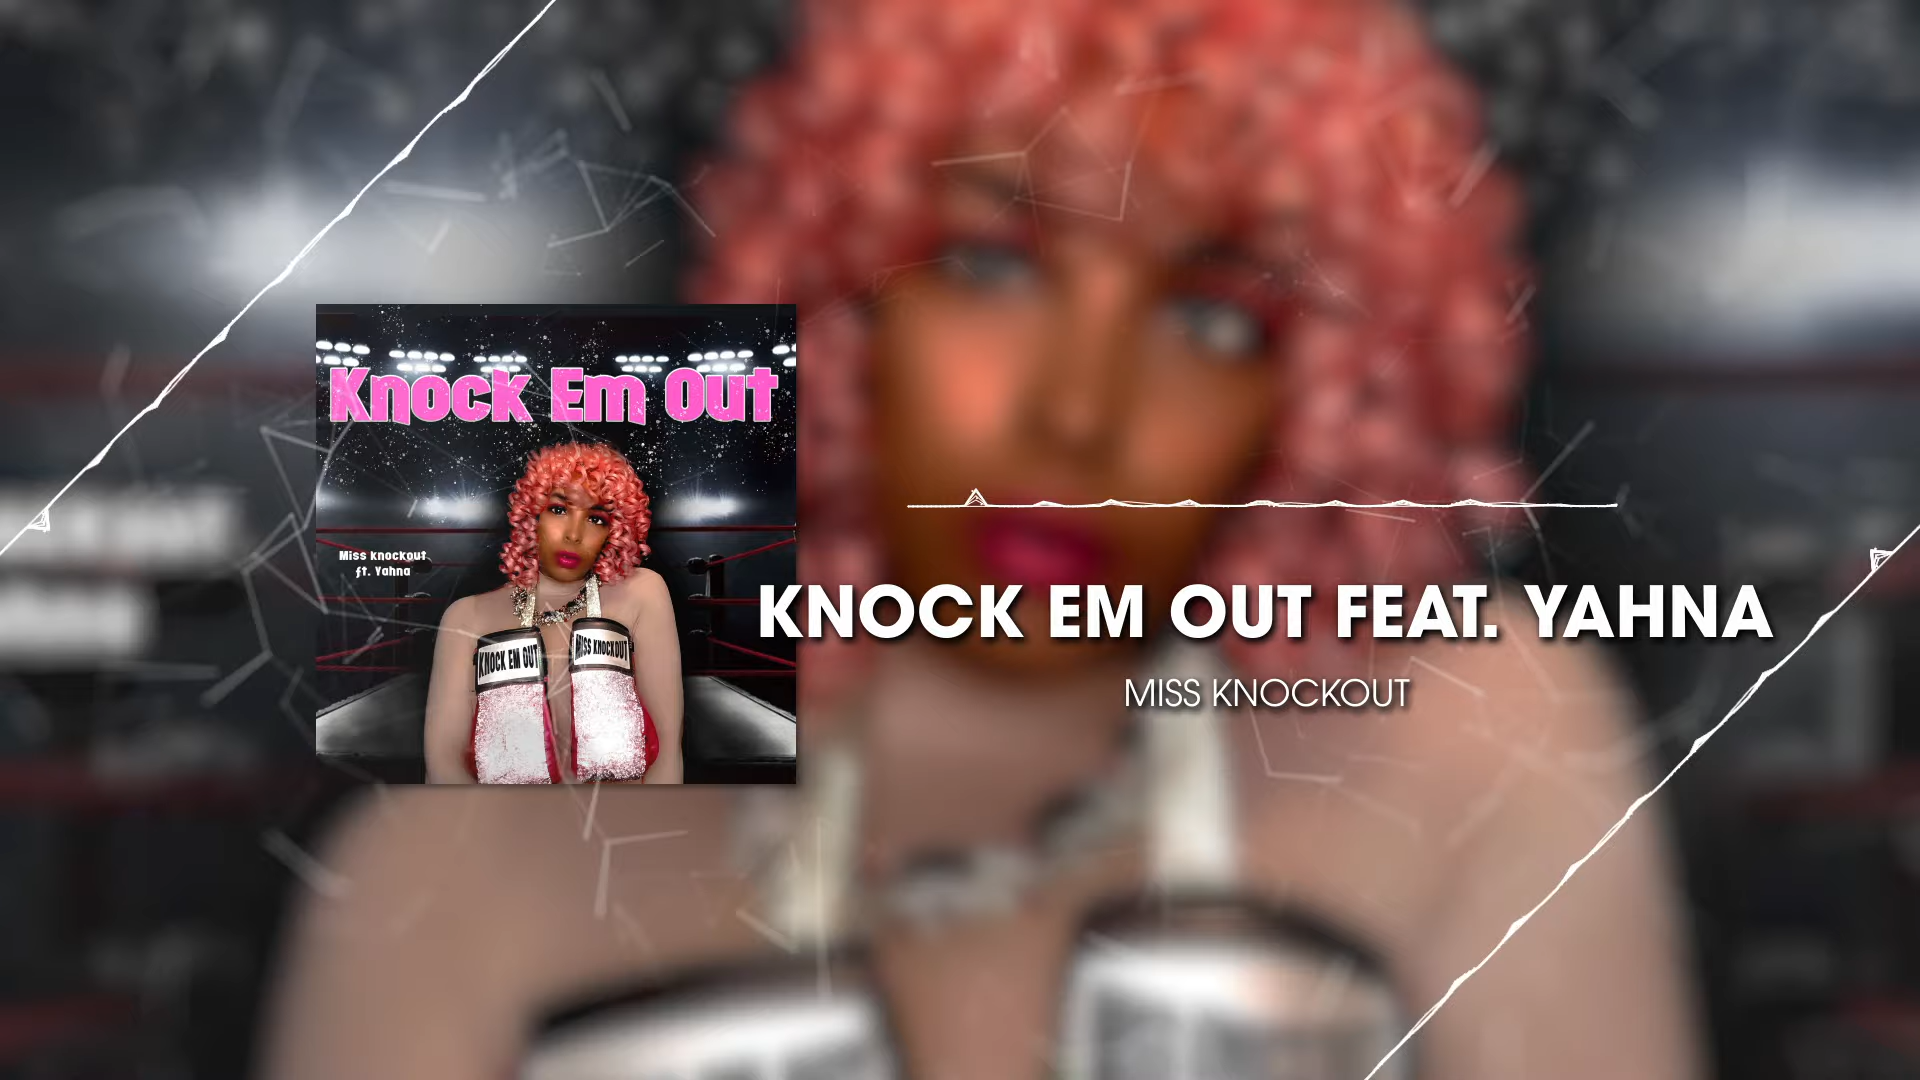 Knock Em Out
Miss knockout
ft. Yahna
KNOCK EM OUT
MISS KNOCKOUT
KNOCK EM OUT FEAT. YAHNA
MISS KNOCKOUT